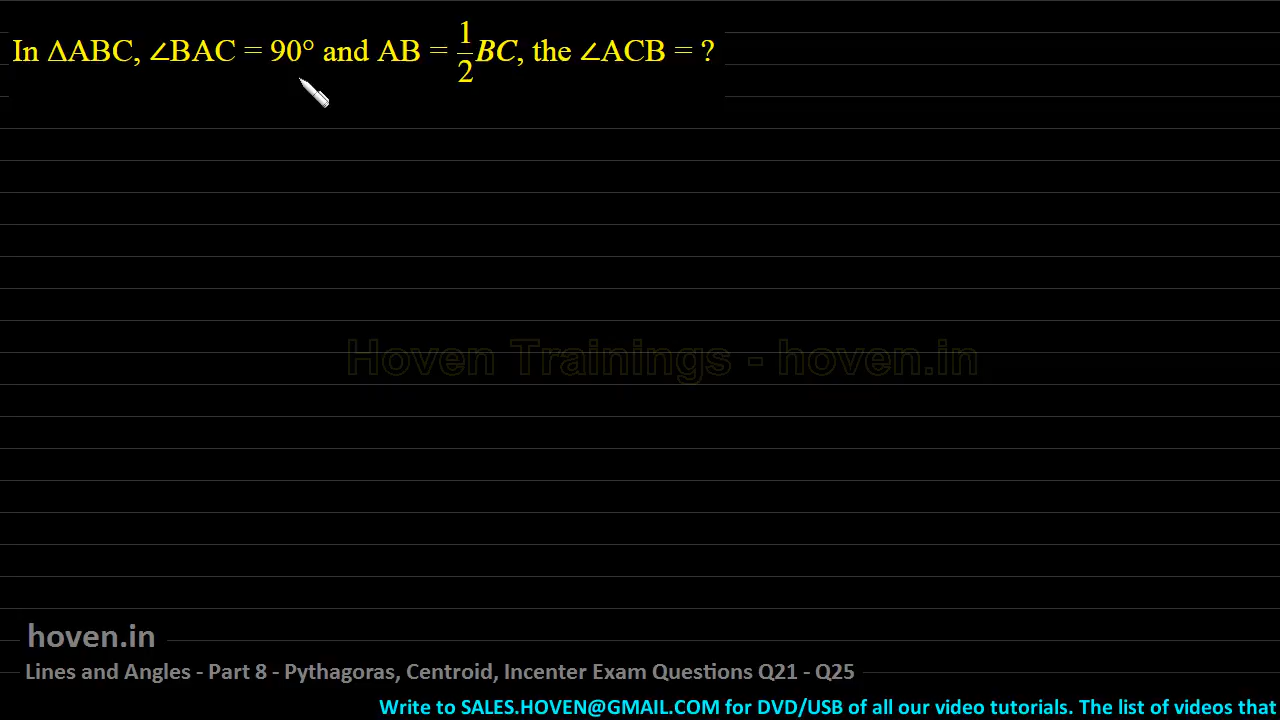 In ΔABC, ∠BAC = 90° and AB = 1/2 BC, the ∠ACB = ?
Hoven Trainings - hoven.in
hoven.in
Lines and Angles - Part 8 - Pythagoras, Centroid, Incenter Exam Questions Q21 - Q25
Write to SALES.HOVEN@GMAIL.COM for DVD/USB of all our video tutorials. The list of videos that